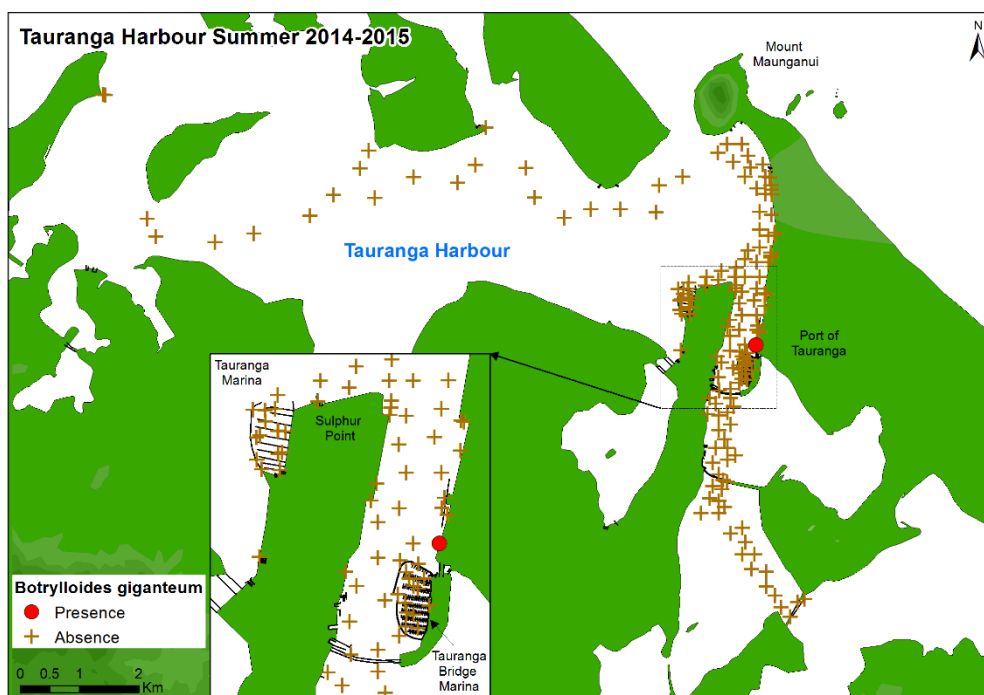 Tauranga Harbour Summer 2014-2015
N
Mount
Maunganui
Tauranga Harbour
Port of
Tauranga
Tauranga
Marina
Sulphur
Point
Tauranga
Bridge
Marina
Botrylloides giganteum
Presence
Absence
0 0.5 1 2
Km